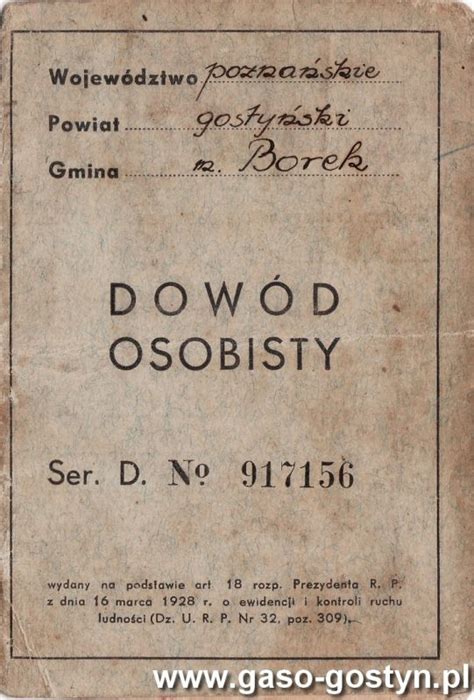 Województwo poznańskie
Powiat gostyński
Gmina m. Borek
DOWÓD
OSOBISTY
Ser. D. Nº 917156
wydany na podstawie art 18 rozp. Prezydenta R. P.
z dnia 16 marca 1928 r. o ewidencji i kontroli ruchu
ludności (Dz. U. R. P. Nr 32, poz. 309).
www.gaso-gostyn.pl